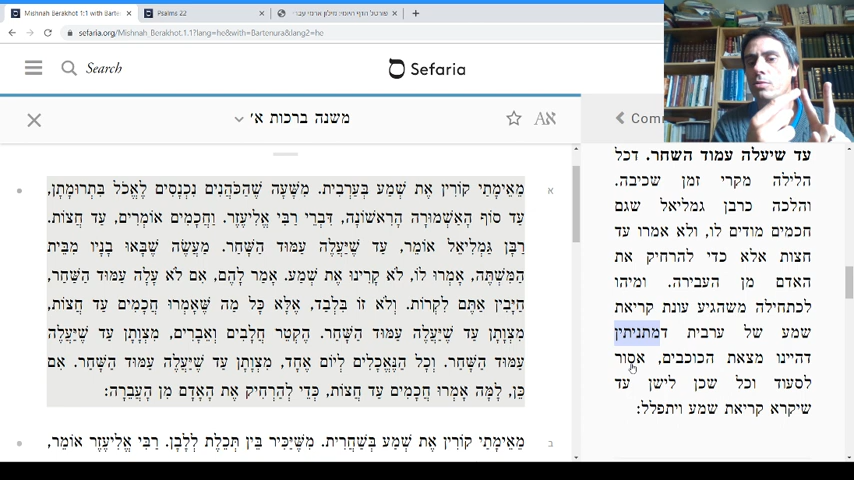 Mishnah Berakhot 1:1 with Barte
Psalms 22
שורטל הדף היומי: מילון ארמי עברי
sefaria.org/Mishnah_Berakhot.1.1?lang=he&with=Bartenura&lang2=he
Search
Sefaria
משנה ברכות א׳
Comm
א
מֵאֵימָתַי קוֹרִין אֶת שְׁמַע בְּעַרְבִית. מִשָּׁעָה שֶׁהַכֹּהֲנִים נִכְנָסִים לֶאֱכֹל בִּתְרוּמָתָן,
עַד סוֹף הָאַשְׁמוּרָה הָרִאשׁוֹנָה, דִּבְרֵי רַבִּי אֱלִיעֶזֶר. וַחֲכָמִים אוֹמְרִים, עַד חֲצוֹת.
רַבָּן גַּמְלִיאֵל אוֹמֵר, עַד שֶׁיַּעֲלֶה עַמּוּד הַשָּׁחַר. מַעֲשֶׂה שֶׁבָּאוּ בָנָיו מִבֵּית
הַמִּשְׁתֶּה, אָמְרוּ לוֹ, לֹא קָרִינוּ אֶת שְׁמַע. אָמַר לָהֶם, אִם לֹא עָלָה עַמּוּד הַשַּׁחַר,
חַיָּבִין אַתֶּם לִקְרוֹת. וְלֹא זוֹ בִּלְבַד, אֶלָּא כָּל מַה שֶּׁאָמְרוּ חֲכָמִים עַד חֲצוֹת,
מִצְוָתָן עַד שֶׁיַּעֲלֶה עַמּוּד הַשָּׁחַר. הֶקְטֵר חֲלָבִים וְאֵבָרִים, מִצְוָתָן עַד שֶׁיַּעֲלֶה
עַמּוּד הַשָּׁחַר. וְכָל הַנֶּאֱכָלִים לְיוֹם אֶחָד, מִצְוָתָן עַד שֶׁיַּעֲלֶה עַמּוּד הַשָּׁחַר. אִם
כֵּן, לָמָּה אָמְרוּ חֲכָמִים עַד חֲצוֹת, כְּדֵי לְהַרְחִיק אֶת הָאָדָם מִן הָעֲבֵרָה:
ב
מֵאֵימָתַי קוֹרִין אֶת שְׁמַע בְּשַׁחֲרִית. מִשֶּׁיַּכִּיר בֵּין תְּכֵלֶת לְלָבָן. רַבִּי אֱלִיעֶזֶר אוֹמֵר,
עד שיעלה עמוד השחר. דכל
הלילה מקרי זמן שכיבה.
והלכה כרבן גמליאל שגם
חכמים מודים לו, ולא אמרו עד
חצות אלא כדי להרחיק את
האדם מן העבירה. ומיהו
לכתחילה משהגיע עונת קריאת
שמע של ערבית דמתניתין
דהיינו מצאת הכוכבים, אסור
לסעוד וכל שכן לישן עד
שיקרא קריאת שמע ויתפלל: